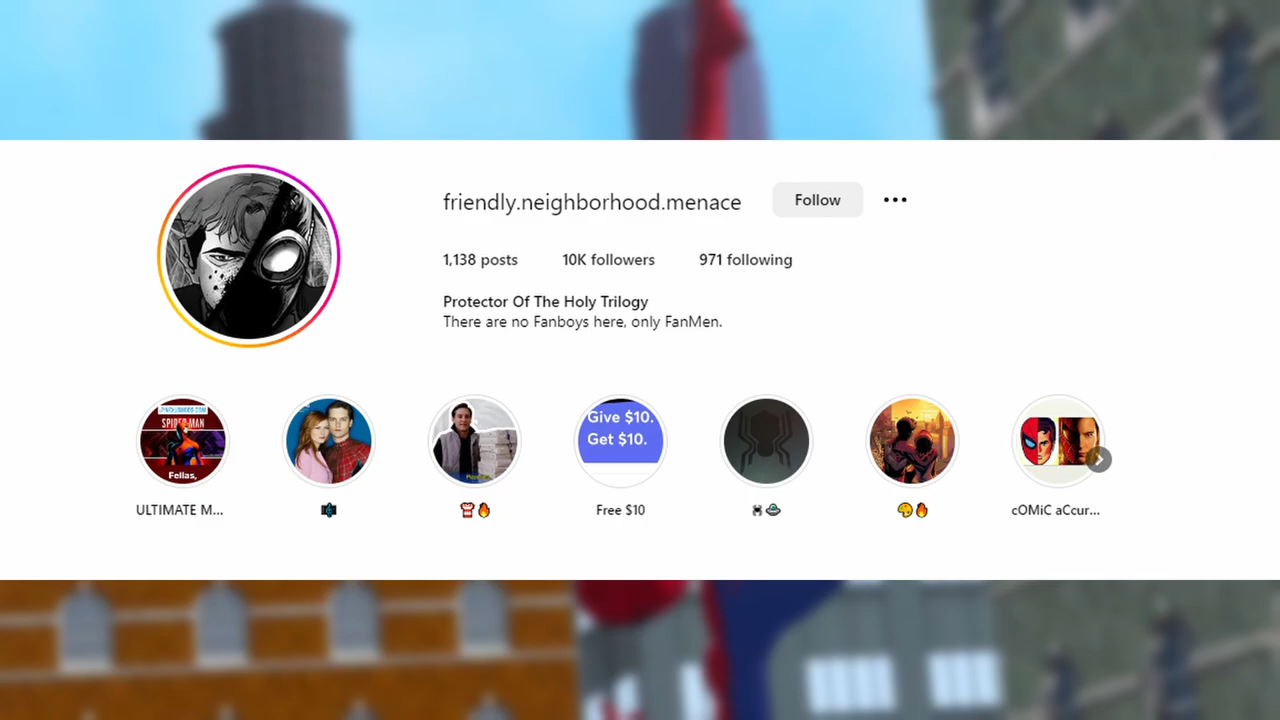 friendly.neighborhood.menace
Follow
1,138 posts 10K followers 971 following
Protector Of The Holy Trilogy
There are no Fanboys here, only FanMen.
SPIDER-MAN
Fellas,
Give $10.
Get $10.
ULTIMATE M...
Free $10
cOMiC aCcur...